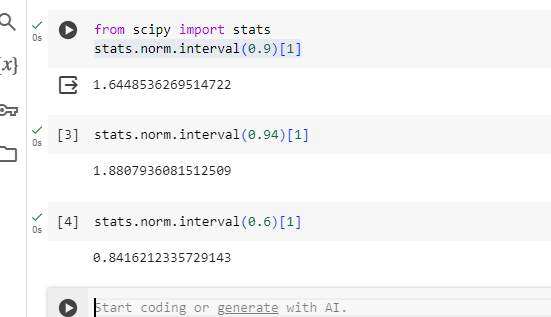 from scipy import stats
0s
stats.norm.interval(0.9)[1]
{x}
1.6448536269514722
[3] stats.norm.interval(0.94)[1]
0s
1.8807936081512509
[4] stats.norm.interval(0.6)[1]
0s
0.8416212335729143
Start coding or generate with AI.